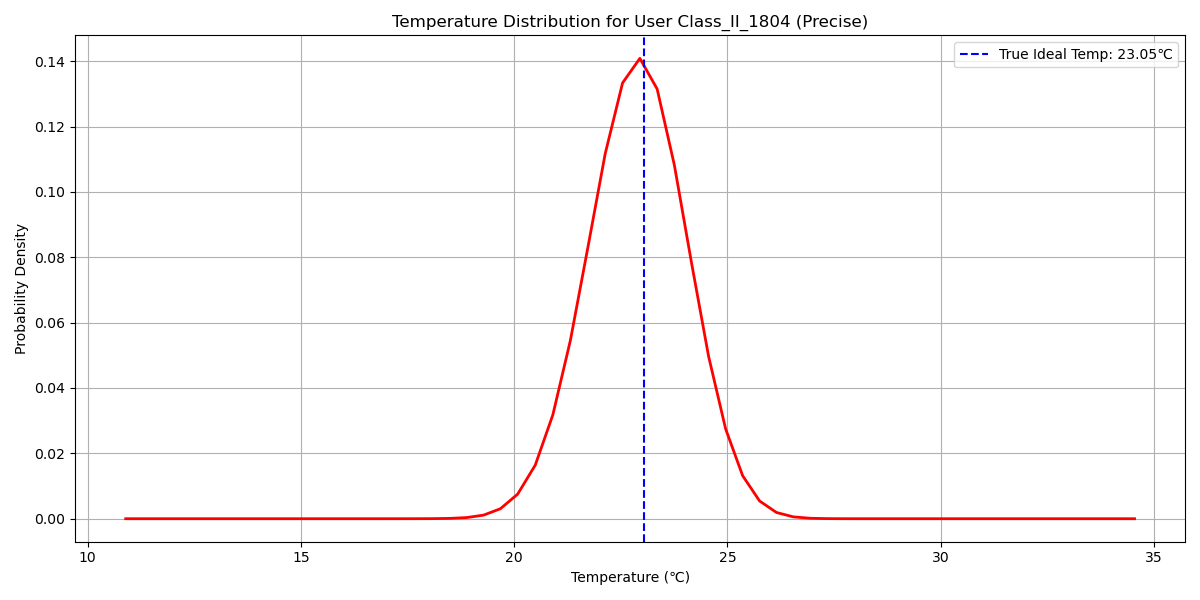 Temperature Distribution for User Class_II_1804 (Precise)
True Ideal Temp: 23.05℃
0.14
0.12
0.10
0.08
0.06
0.04
0.02
0.00
Probability Density
10 15 20 25 30 35
Temperature (℃)